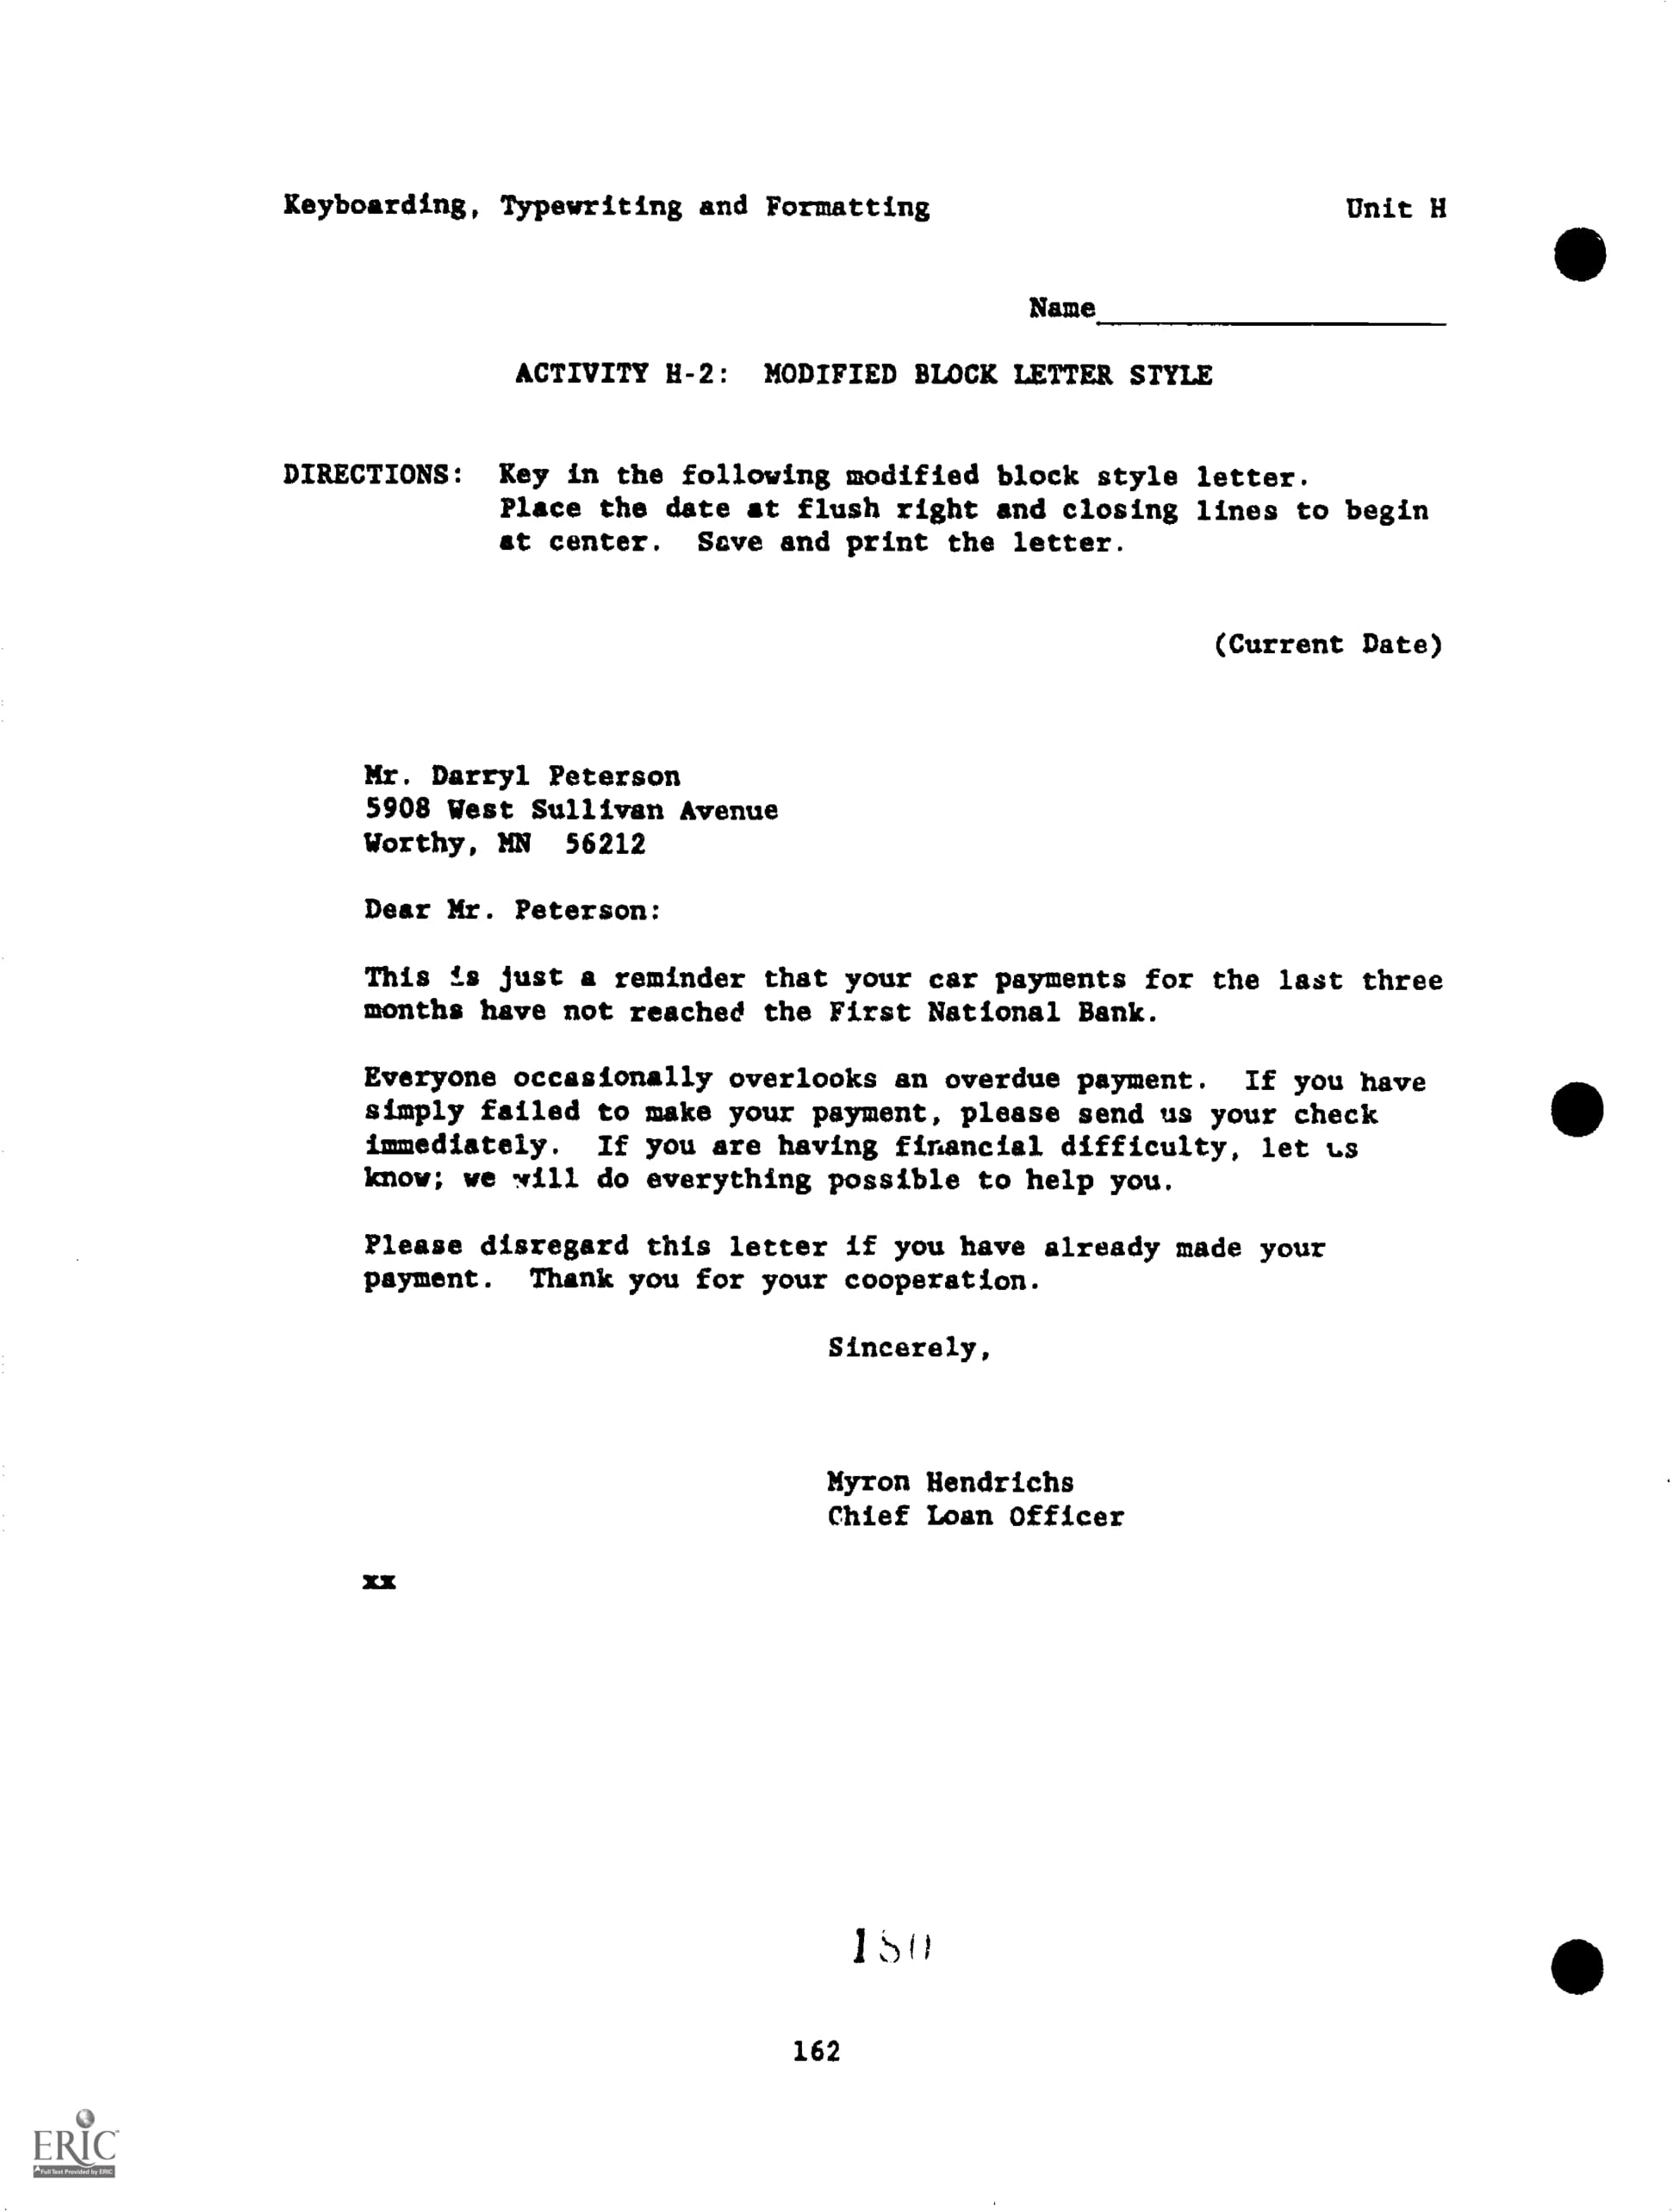 Keyboarding, Typewriting and Formatting Unit H
Name
ACTIVITY H-2: MODIFIED BLOCK LETTER STYLE
DIRECTIONS: Key in the following modified block style letter.
Place the date at flush right and closing lines to begin
at center. Save and print the letter.
(Current Date)
Mr. Darryl Peterson
5908 West Sullivan Avenue
Worthy, MN 56212
Dear Mr. Peterson:
This is just a reminder that your car payments for the last three
months have not reached the First National Bank.
Everyone occasionally overlooks an overdue payment. If you have
simply failed to make your payment, please send us your check
immediately. If you are having financial difficulty, let us
know; we will do everything possible to help you.
Please disregard this letter if you have already made your
payment. Thank you for your cooperation.
Sincerely,
Myron Hendrichs
Chief Loan Officer
xx
180
162
ERIC
Full Text Provided by ERIC